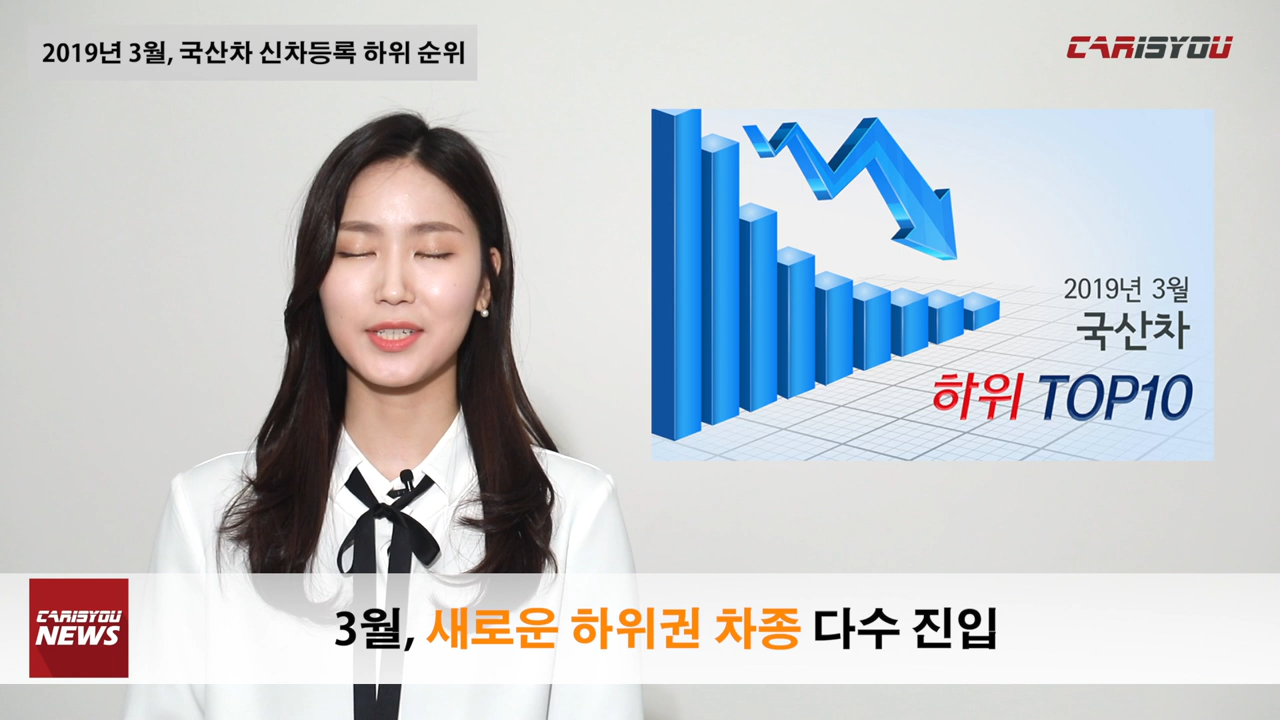 2019년 3월, 국산차 신차등록 하위 순위
CARISYOU
2019년 3월
국산차
하위 TOP10
CARISYOU
NEWS
3월, 새로운 하위권 차종 다수 진입